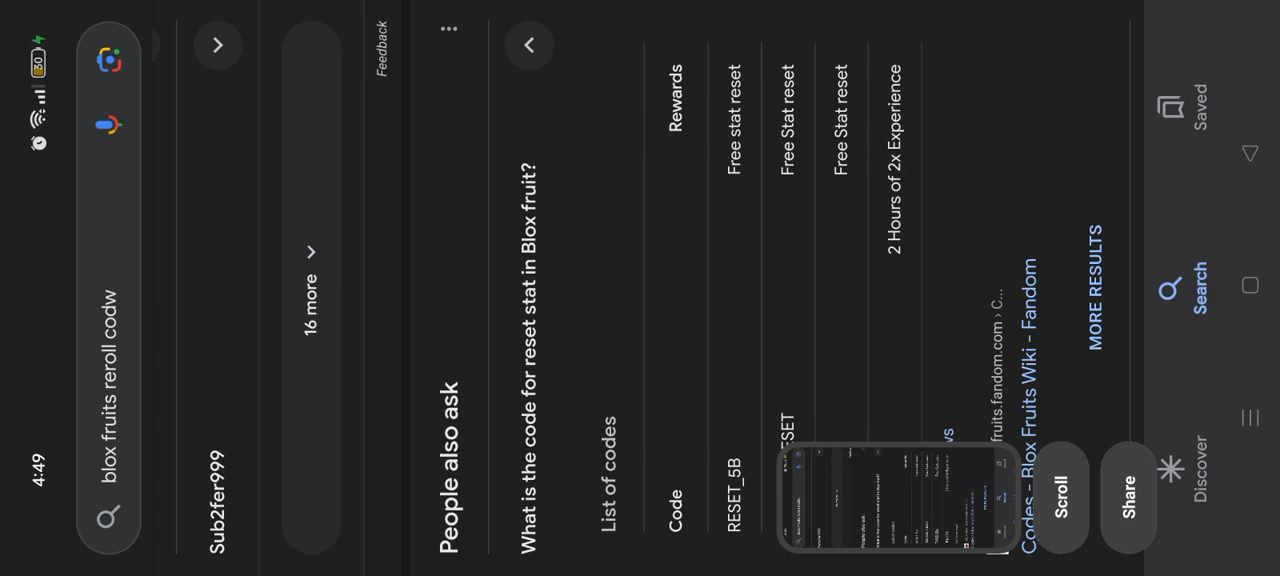 4:49
30
blox fruits reroll codw
Sub2fer999
16 more
Feedback
People also ask
What is the code for reset stat in Blox fruit?
List of codes
Code Rewards
RESET_5B Free stat reset
Free Stat reset
Free Stat reset
2 Hours of 2x Experience
fruits.fandom.com › C...
Codes - Blox Fruits Wiki - Fandom
MORE RESULTS
Scroll
Share
Discover Search Saved